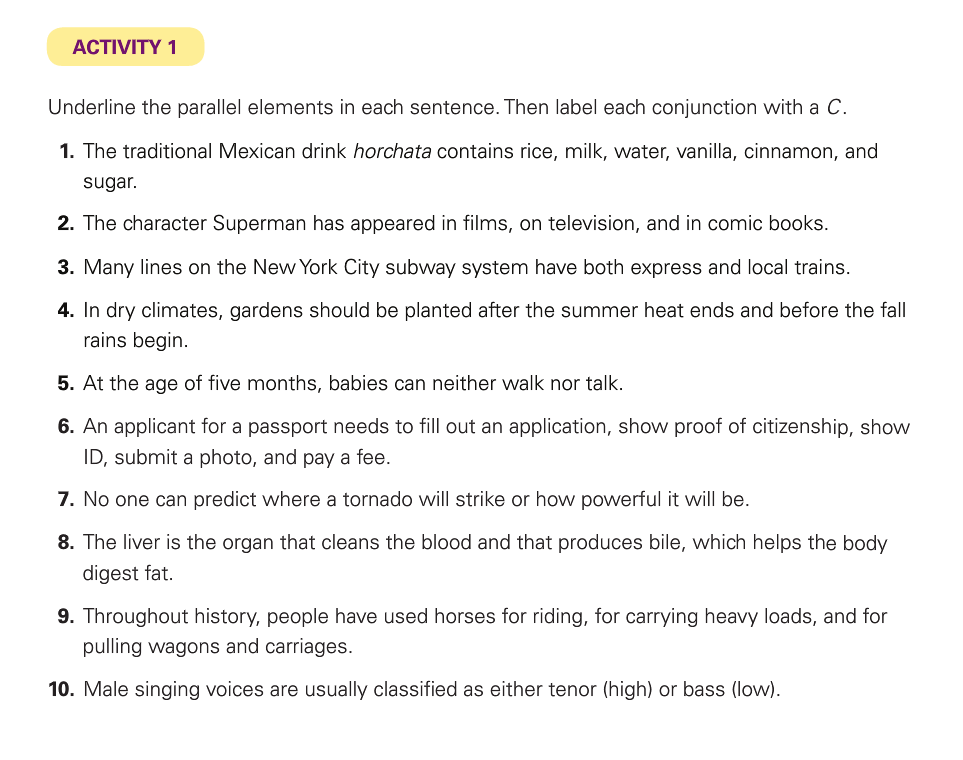 ACTIVITY 1
Underline the parallel elements in each sentence. Then label each conjunction with a C.
1. The traditional Mexican drink horchata contains rice, milk, water, vanilla, cinnamon, and
sugar.
2. The character Superman has appeared in films, on television, and in comic books.
3. Many lines on the New York City subway system have both express and local trains.
4. In dry climates, gardens should be planted after the summer heat ends and before the fall
rains begin.
5. At the age of five months, babies can neither walk nor talk.
6. An applicant for a passport needs to fill out an application, show proof of citizenship, show
ID, submit a photo, and pay a fee.
7. No one can predict where a tornado will strike or how powerful it will be.
8. The liver is the organ that cleans the blood and that produces bile, which helps the body
digest fat.
9. Throughout history, people have used horses for riding, for carrying heavy loads, and for
pulling wagons and carriages.
10. Male singing voices are usually classified as either tenor (high) or bass (low).